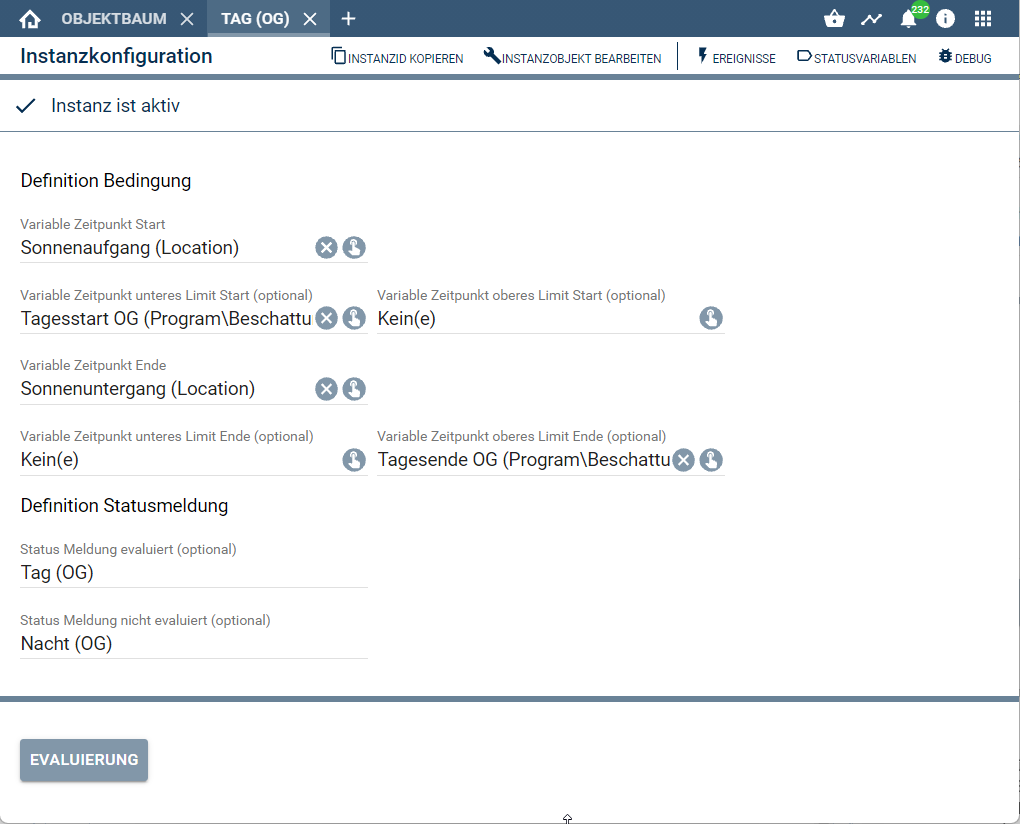 OBJEKTBAUM TAG (OG) 232
Instanzkonfiguration INSTANZID KOPIEREN INSTANZOBJEKT BEARBEITEN EREIGNISSE STATUSVARIABLEN DEBUG
Instanz ist aktiv
Definition Bedingung
Variable Zeitpunkt Start
Sonnenaufgang (Location)
Variable Zeitpunkt unteres Limit Start (optional) Variable Zeitpunkt oberes Limit Start (optional)
Tagesstart OG (Program\Beschattu Kein(e)
Variable Zeitpunkt Ende
Sonnenuntergang (Location)
Variable Zeitpunkt unteres Limit Ende (optional) Variable Zeitpunkt oberes Limit Ende (optional)
Kein(e) Tagesende OG (Program\Beschattu
Definition Statusmeldung
Status Meldung evaluiert (optional)
Tag (OG)
Status Meldung nicht evaluiert (optional)
Nacht (OG)
EVALUIERUNG